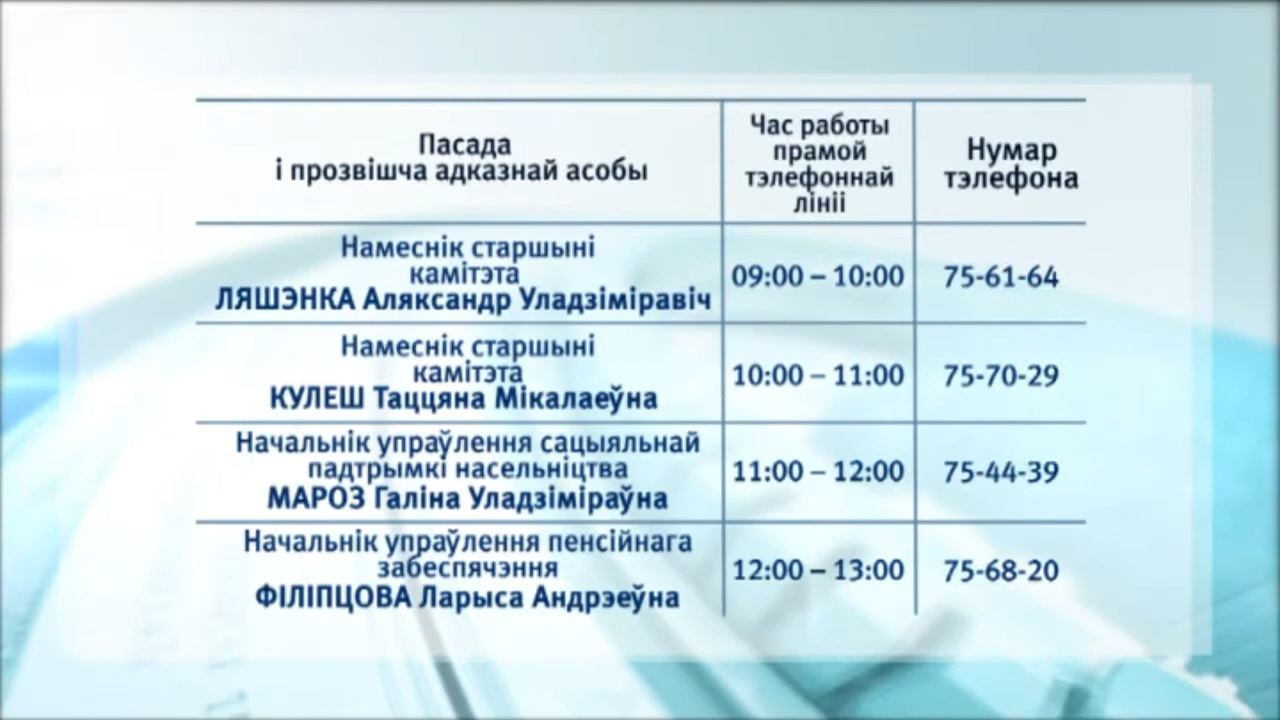 Пасада
і прозвішча адказнай асобы
Час работы
прамой
тэлефоннай
лініі
Нумар
тэлефона
Намеснік старшыні
камітэта
ЛЯШЭНКА Аляксандр Уладзіміравіч
09:00 – 10:00
75-61-64
Намеснік старшыні
камітэта
КУЛЕШ Таццяна Мікалаеўна
10:00 – 11:00
75-70-29
Начальнік упраўлення сацыяльнай
падтрымкі насельніцтва
МАРОЗ Галіна Уладзіміраўна
11:00 – 12:00
75-44-39
Начальнік упраўлення пенсійнага
забеспячэння
ФІЛІПЦОВА Ларыса Андрэеўна
12:00 – 13:00
75-68-20